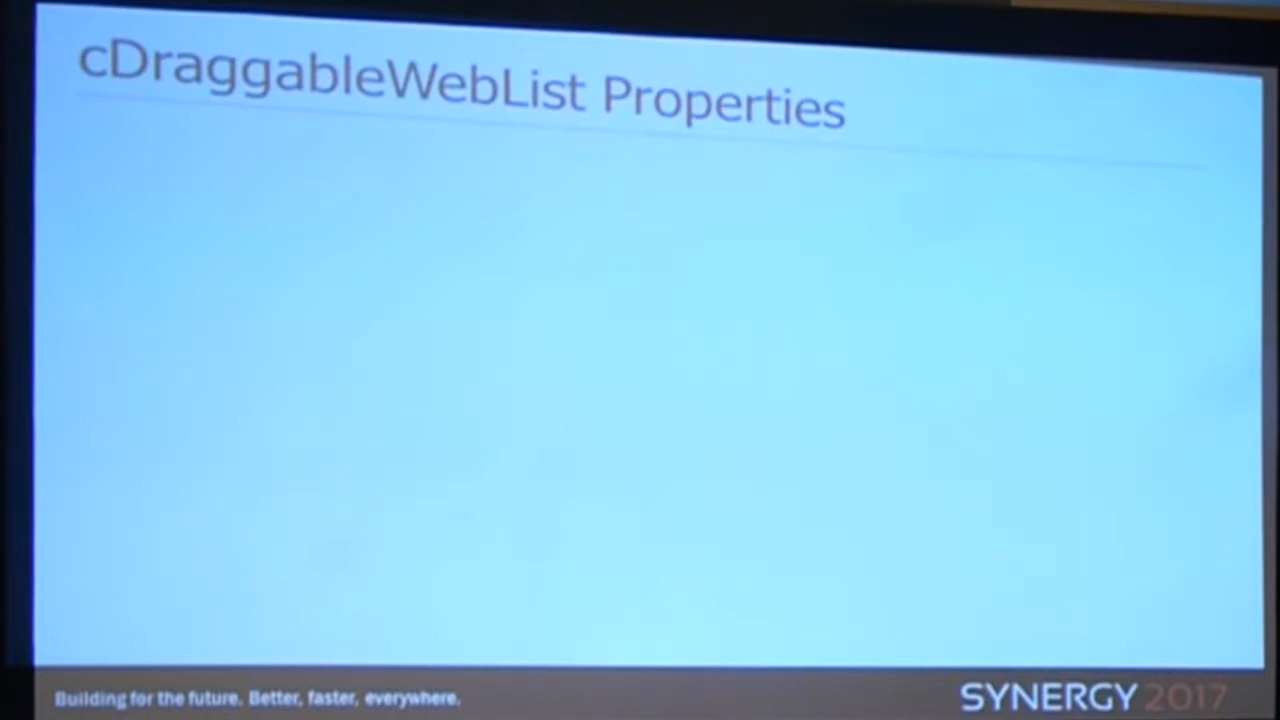 cDraggableWebList Properties
Building for the future. Better, faster, everywhere.
SYNERGY 2017